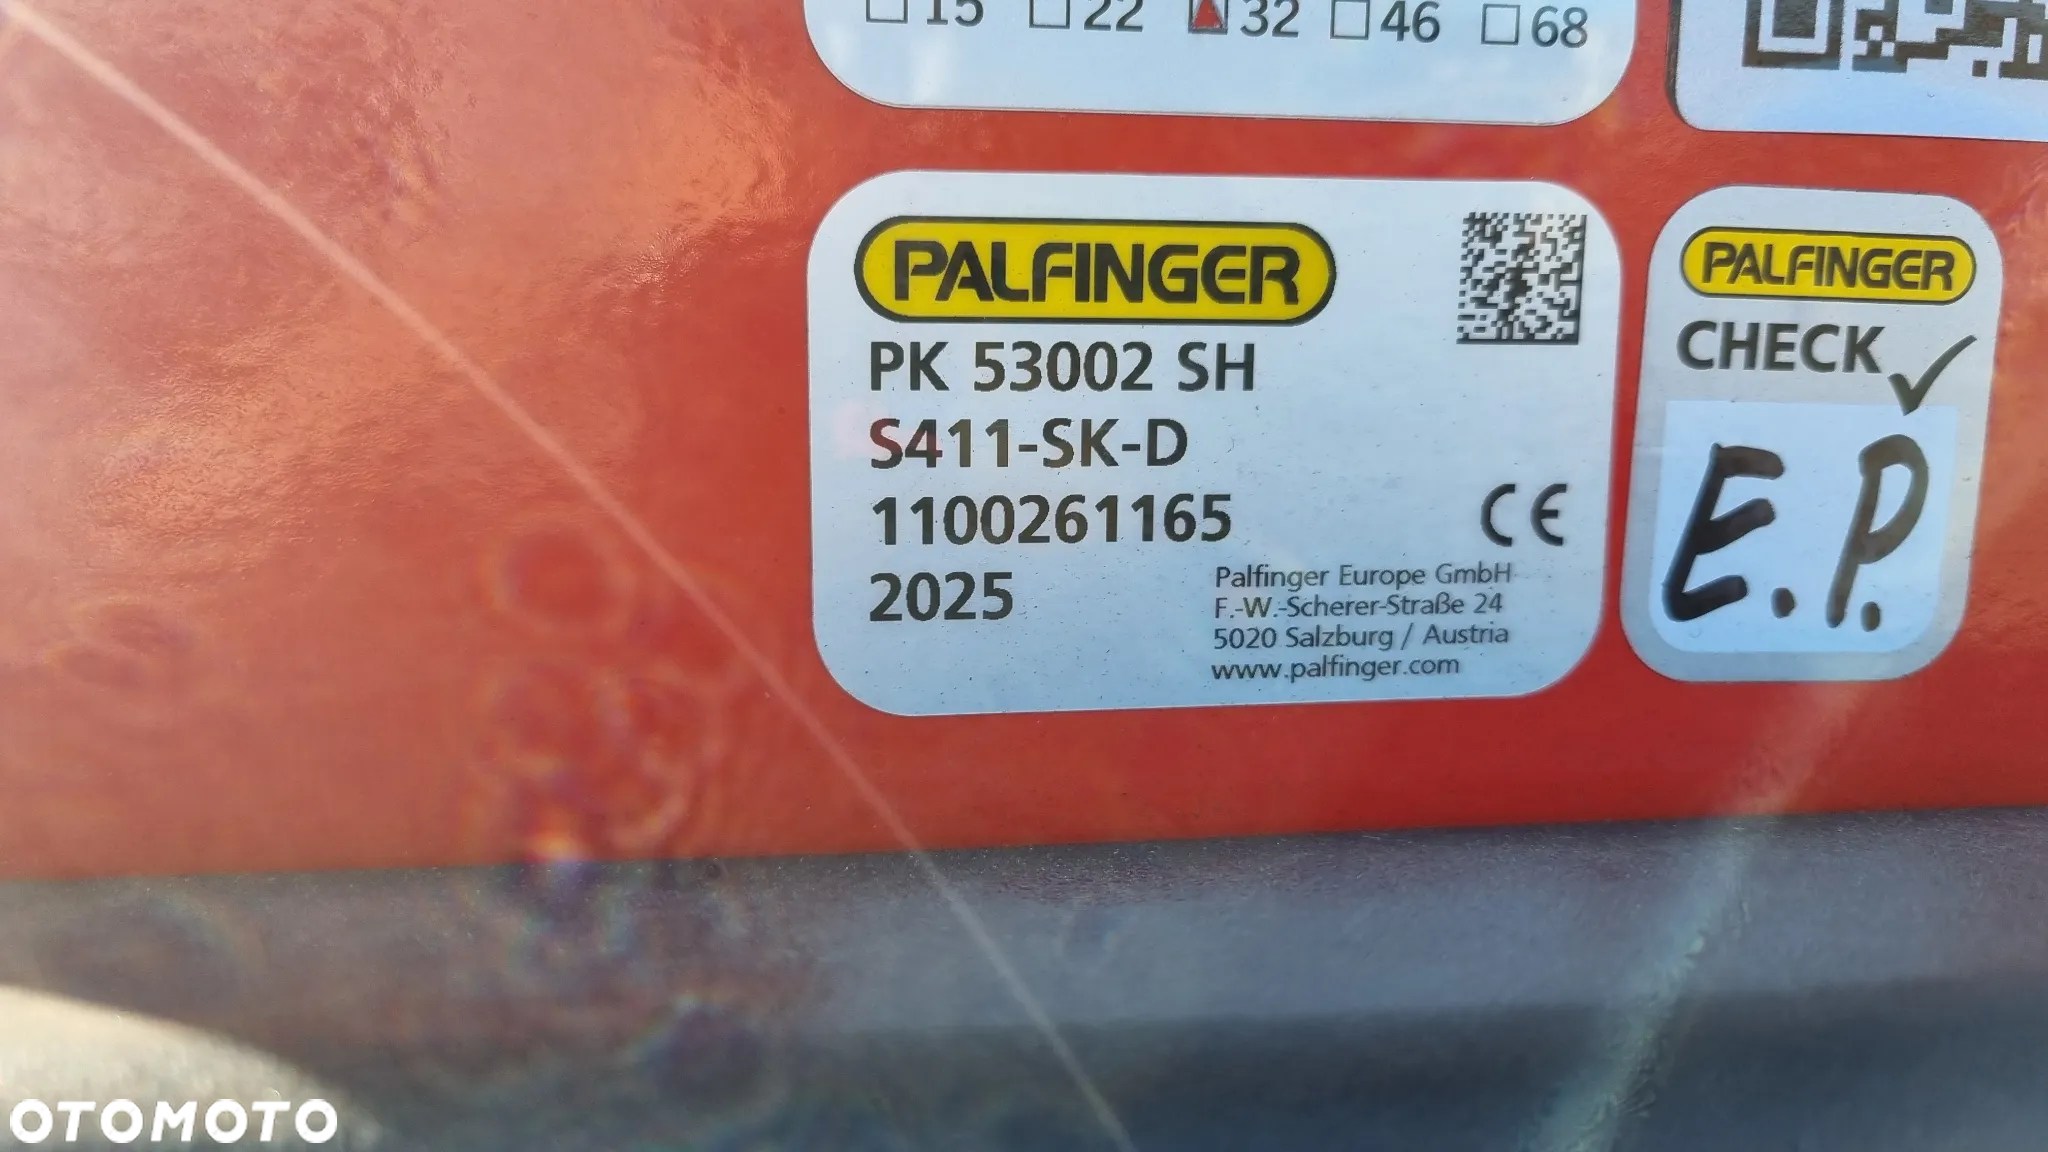 15 22 32 46 68
PALFINGER
PK 53002 SH
S411-SK-D
1100261165
2025
CE
Palfinger Europe GmbH
F.-W.-Scherer-Straße 24
5020 Salzburg / Austria
www.palfinger.com
PALFINGER
CHECK
E.P.
OTOMOTO